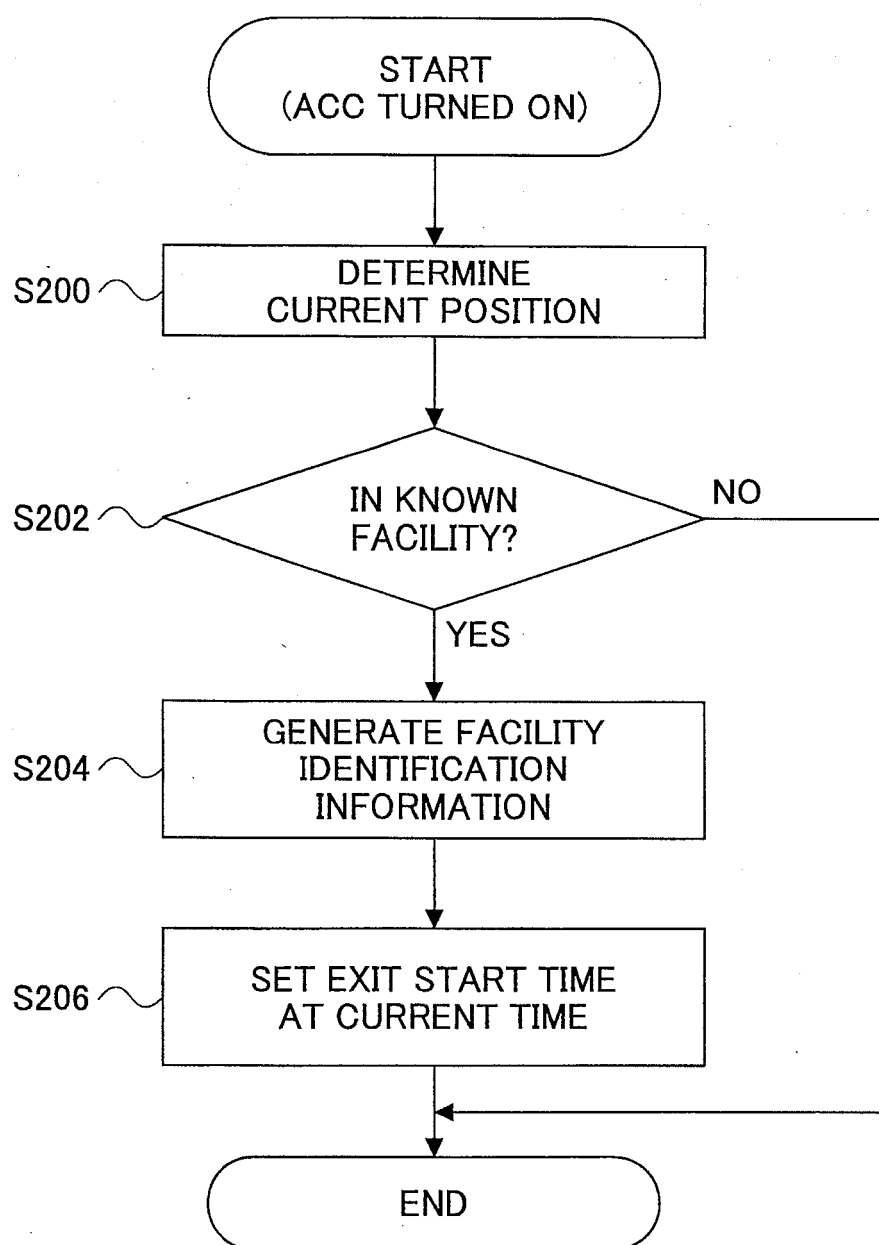 START
(ACC TURNED ON)
S200
DETERMINE
CURRENT POSITION
S202
IN KNOWN
FACILITY?
NO
YES
S204
GENERATE FACILITY
IDENTIFICATION
INFORMATION
S206
SET EXIT START TIME
AT CURRENT TIME
END